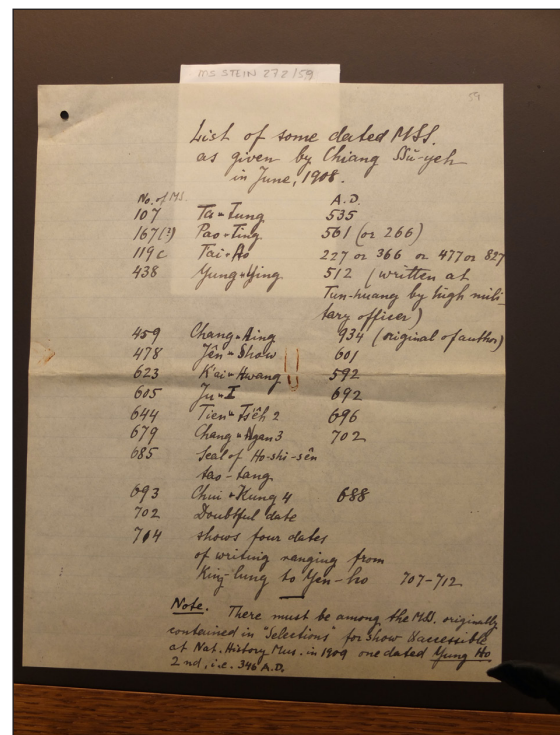 MS STEIN 272/59
59
List of some dated MSS.
as given by Chiang Ssŭ-yeh
in June, 1908.
No. of MS. A.D.
107 Ta-Tung 535
167(?) Pao-Ting 561 (or 266)
119c Tai-Ho 227 or 366 or 477 or 827
438 Yung-Ying 512 (written at
Tun-huang by high mili-
tary officer)
459 Chang-Hing 934 (original of author)
478 Jên-Show 601
623 K'ai-Hwang 592
605 Ju-I 692
644 Tien-Ts'êh 2 696
679 Chang-Ngan 3 702
685 Seal of Ho-shi-sên
tao-tang
693 Chui-Kung 4 688
702 Doubtful date
704 shows four dates
of writing ranging from
King-lung to Yen-ho 707-712
Note. There must be among the MSS. originally
contained in "Selections" for show & accessible
at Nat. History Mus. in 1909 one dated Yung Ho
2nd, i.e. 346 A.D.